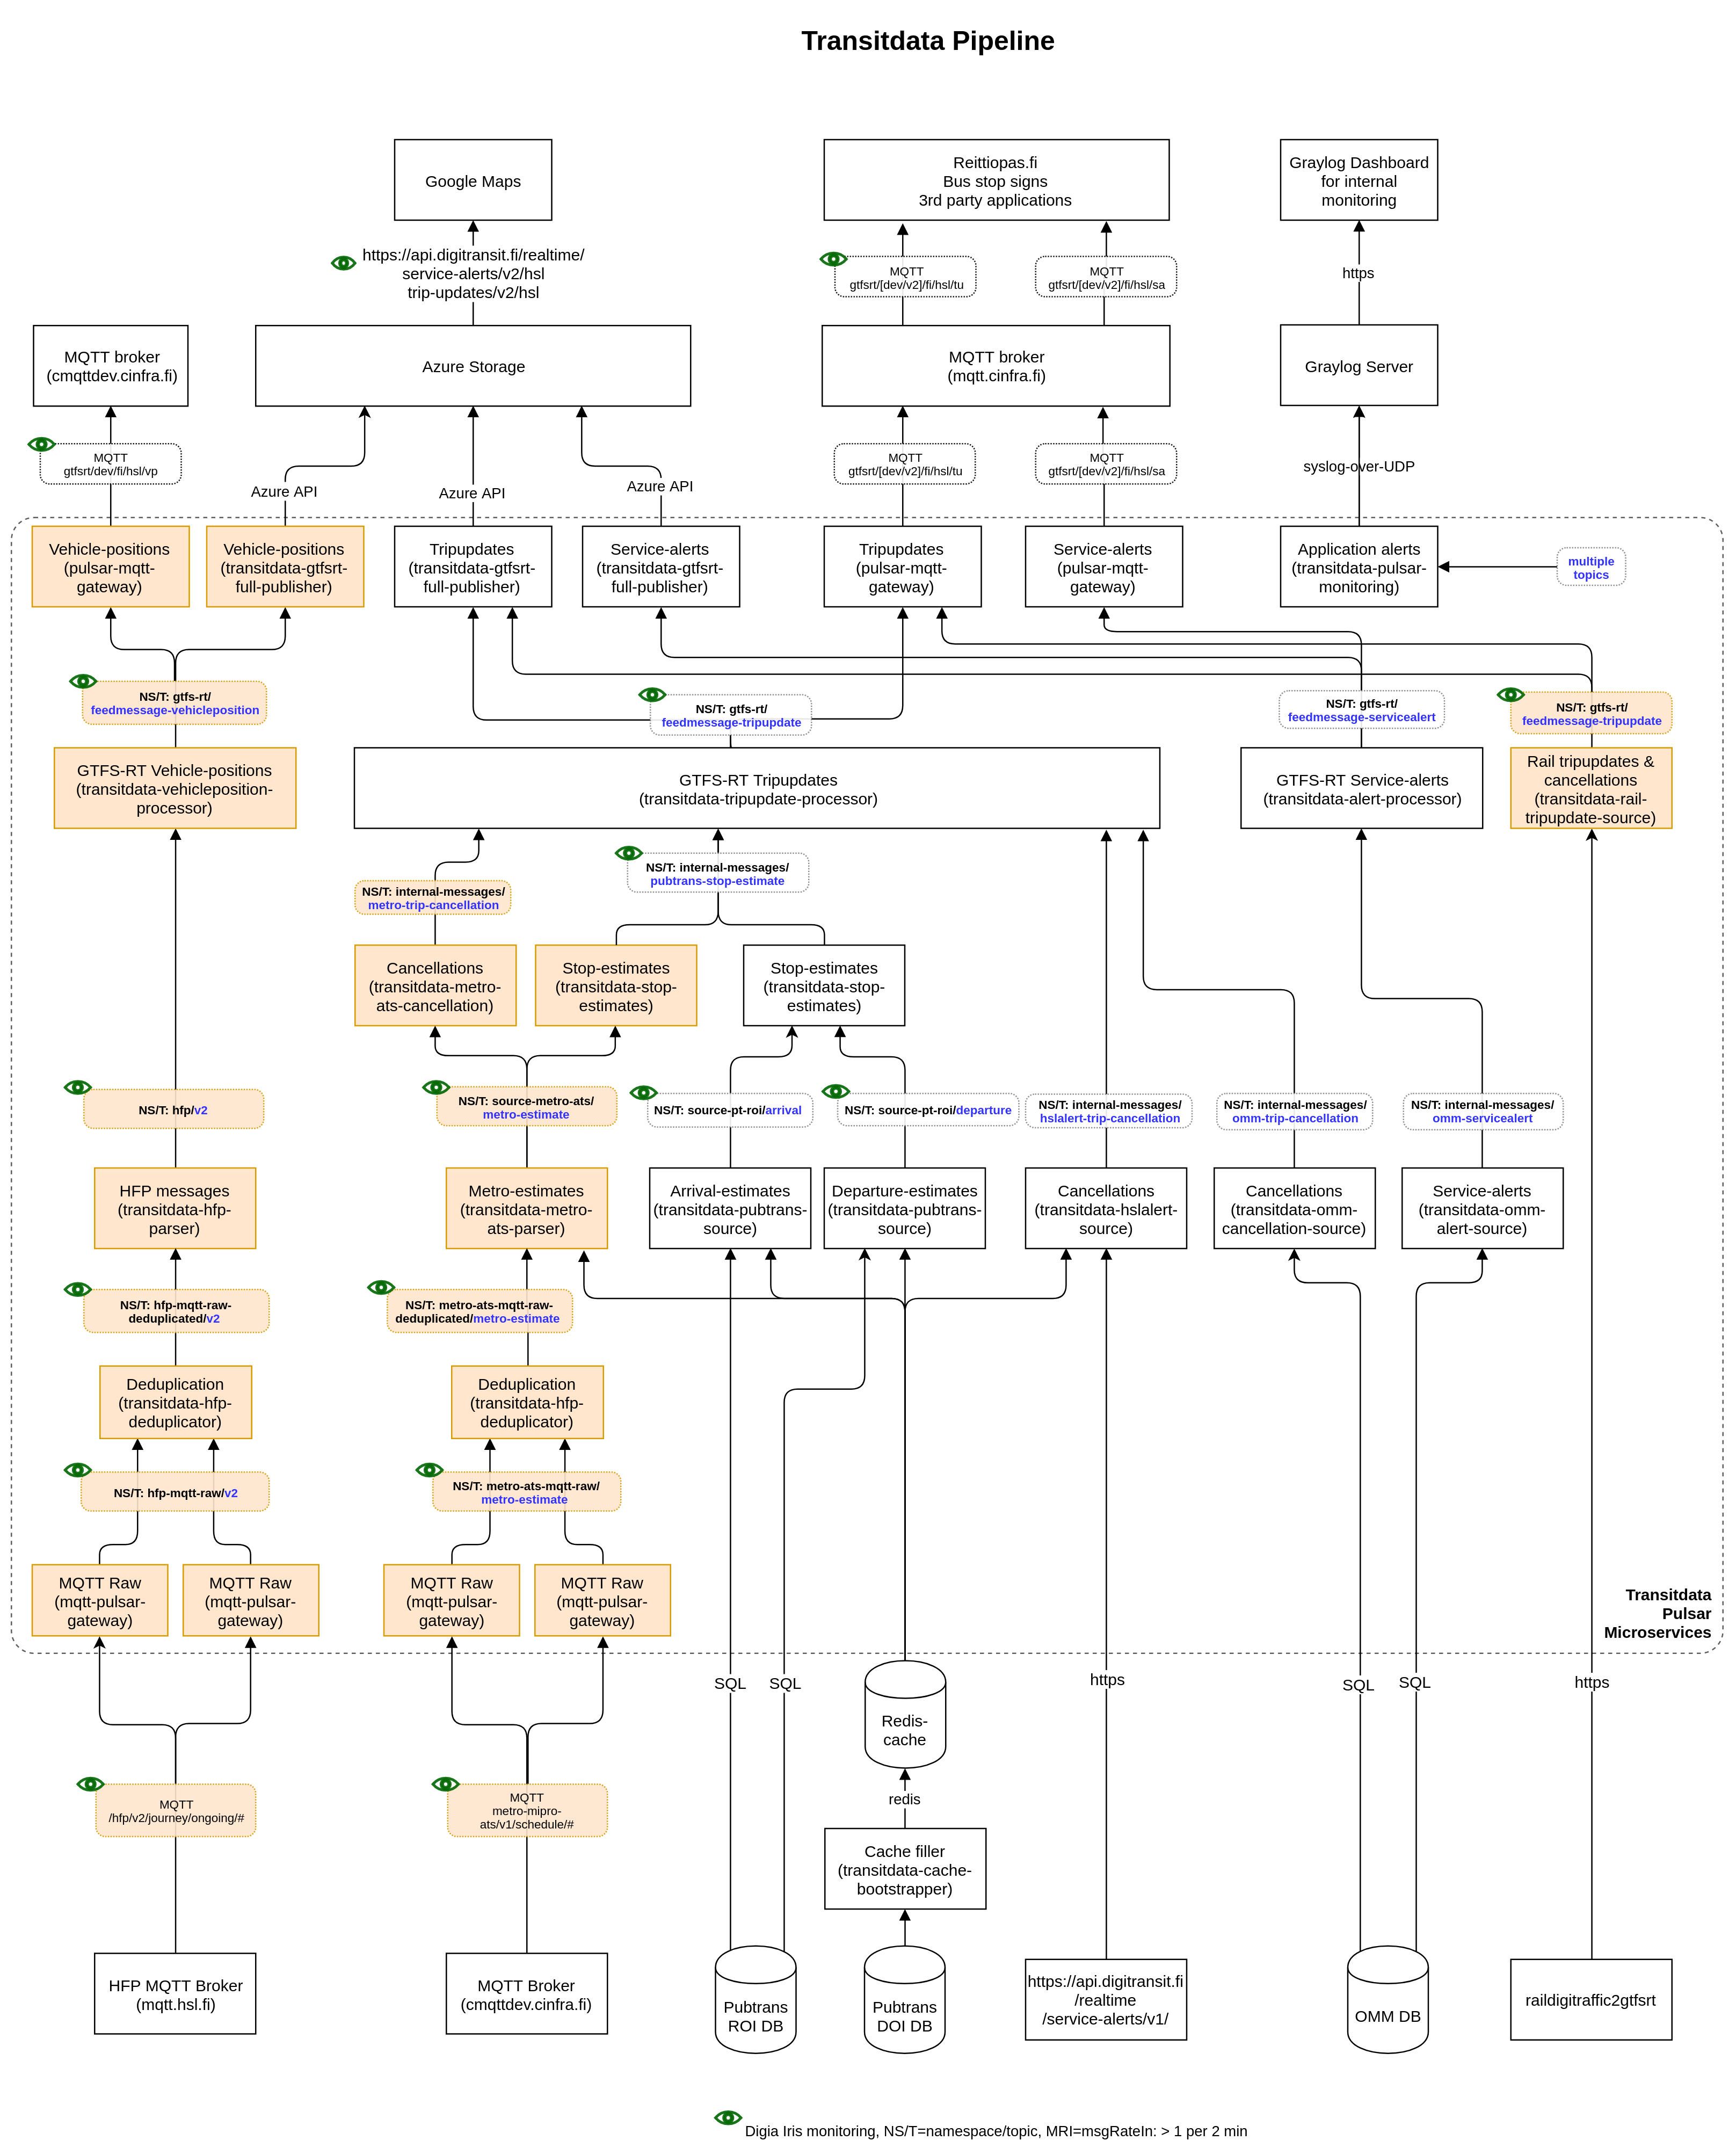 Transitdata Pipeline
Google Maps
Reittiopas.fi
Bus stop signs
3rd party applications
Graylog Dashboard
for internal
monitoring
https://api.digitransit.fi/realtime/
service-alerts/v2/hsl
trip-updates/v2/hsl
MQTT
gtfsrt/[dev/v2]/fi/hsl/tu
MQTT
gtfsrt/[dev/v2]/fi/hsl/sa
https
MQTT broker
(cmqttdev.cinfra.fi)
Azure Storage
MQTT broker
(mqtt.cinfra.fi)
Graylog Server
MQTT
gtfsrt/dev/fi/hsl/vp
Azure API
Azure API
Azure API
MQTT
gtfsrt/[dev/v2]/fi/hsl/tu
MQTT
gtfsrt/[dev/v2]/fi/hsl/sa
syslog-over-UDP
Vehicle-positions
(pulsar-mqtt-
gateway)
Vehicle-positions
(transitdata-gtfsrt-
full-publisher)
Tripupdates
(transitdata-gtfsrt-
full-publisher)
Service-alerts
(transitdata-gtfsrt-
full-publisher)
Tripupdates
(pulsar-mqtt-
gateway)
Service-alerts
(pulsar-mqtt-
gateway)
Application alerts
(transitdata-pulsar-
monitoring)
multiple
topics
NS/T: gtfs-rt/
feedmessage-vehicleposition
NS/T: gtfs-rt/
feedmessage-tripupdate
NS/T: gtfs-rt/
feedmessage-servicealert
NS/T: gtfs-rt/
feedmessage-tripupdate
GTFS-RT Vehicle-positions
(transitdata-vehicleposition-
processor)
GTFS-RT Tripupdates
(transitdata-tripupdate-processor)
GTFS-RT Service-alerts
(transitdata-alert-processor)
Rail tripupdates &
cancellations
(transitdata-rail-
tripupdate-source)
NS/T: internal-messages/
metro-trip-cancellation
NS/T: internal-messages/
pubtrans-stop-estimate
Cancellations
(transitdata-metro-
ats-cancellation)
Stop-estimates
(transitdata-stop-
estimates)
Stop-estimates
(transitdata-stop-
estimates)
NS/T: hfp/v2
NS/T: source-metro-ats/
metro-estimate
NS/T: source-pt-roi/arrival
NS/T: source-pt-roi/departure
NS/T: internal-messages/
hslalert-trip-cancellation
NS/T: internal-messages/
omm-trip-cancellation
NS/T: internal-messages/
omm-servicealert
HFP messages
(transitdata-hfp-
parser)
Metro-estimates
(transitdata-metro-
ats-parser)
Arrival-estimates
(transitdata-pubtrans-
source)
Departure-estimates
(transitdata-pubtrans-
source)
Cancellations
(transitdata-hslalert-
source)
Cancellations
(transitdata-omm-
cancellation-source)
Service-alerts
(transitdata-omm-
alert-source)
NS/T: hfp-mqtt-raw-
deduplicated/v2
NS/T: metro-ats-mqtt-raw-
deduplicated/metro-estimate
Deduplication
(transitdata-hfp-
deduplicator)
Deduplication
(transitdata-hfp-
deduplicator)
NS/T: hfp-mqtt-raw/v2
NS/T: metro-ats-mqtt-raw/
metro-estimate
MQTT Raw
(mqtt-pulsar-
gateway)
MQTT Raw
(mqtt-pulsar-
gateway)
MQTT Raw
(mqtt-pulsar-
gateway)
MQTT Raw
(mqtt-pulsar-
gateway)
Transitdata
Pulsar
Microservices
SQL
SQL
https
SQL
SQL
https
Redis-
cache
redis
MQTT
/hfp/v2/journey/ongoing/#
MQTT
metro-mipro-
ats/v1/schedule/#
Cache filler
(transitdata-cache-
bootstrapper)
HFP MQTT Broker
(mqtt.hsl.fi)
MQTT Broker
(cmqttdev.cinfra.fi)
Pubtrans
ROI DB
Pubtrans
DOI DB
https://api.digitransit.fi
/realtime
/service-alerts/v1/
OMM DB
raildigitraffic2gtfsrt
Digia Iris monitoring, NS/T=namespace/topic, MRI=msgRateIn: > 1 per 2 min